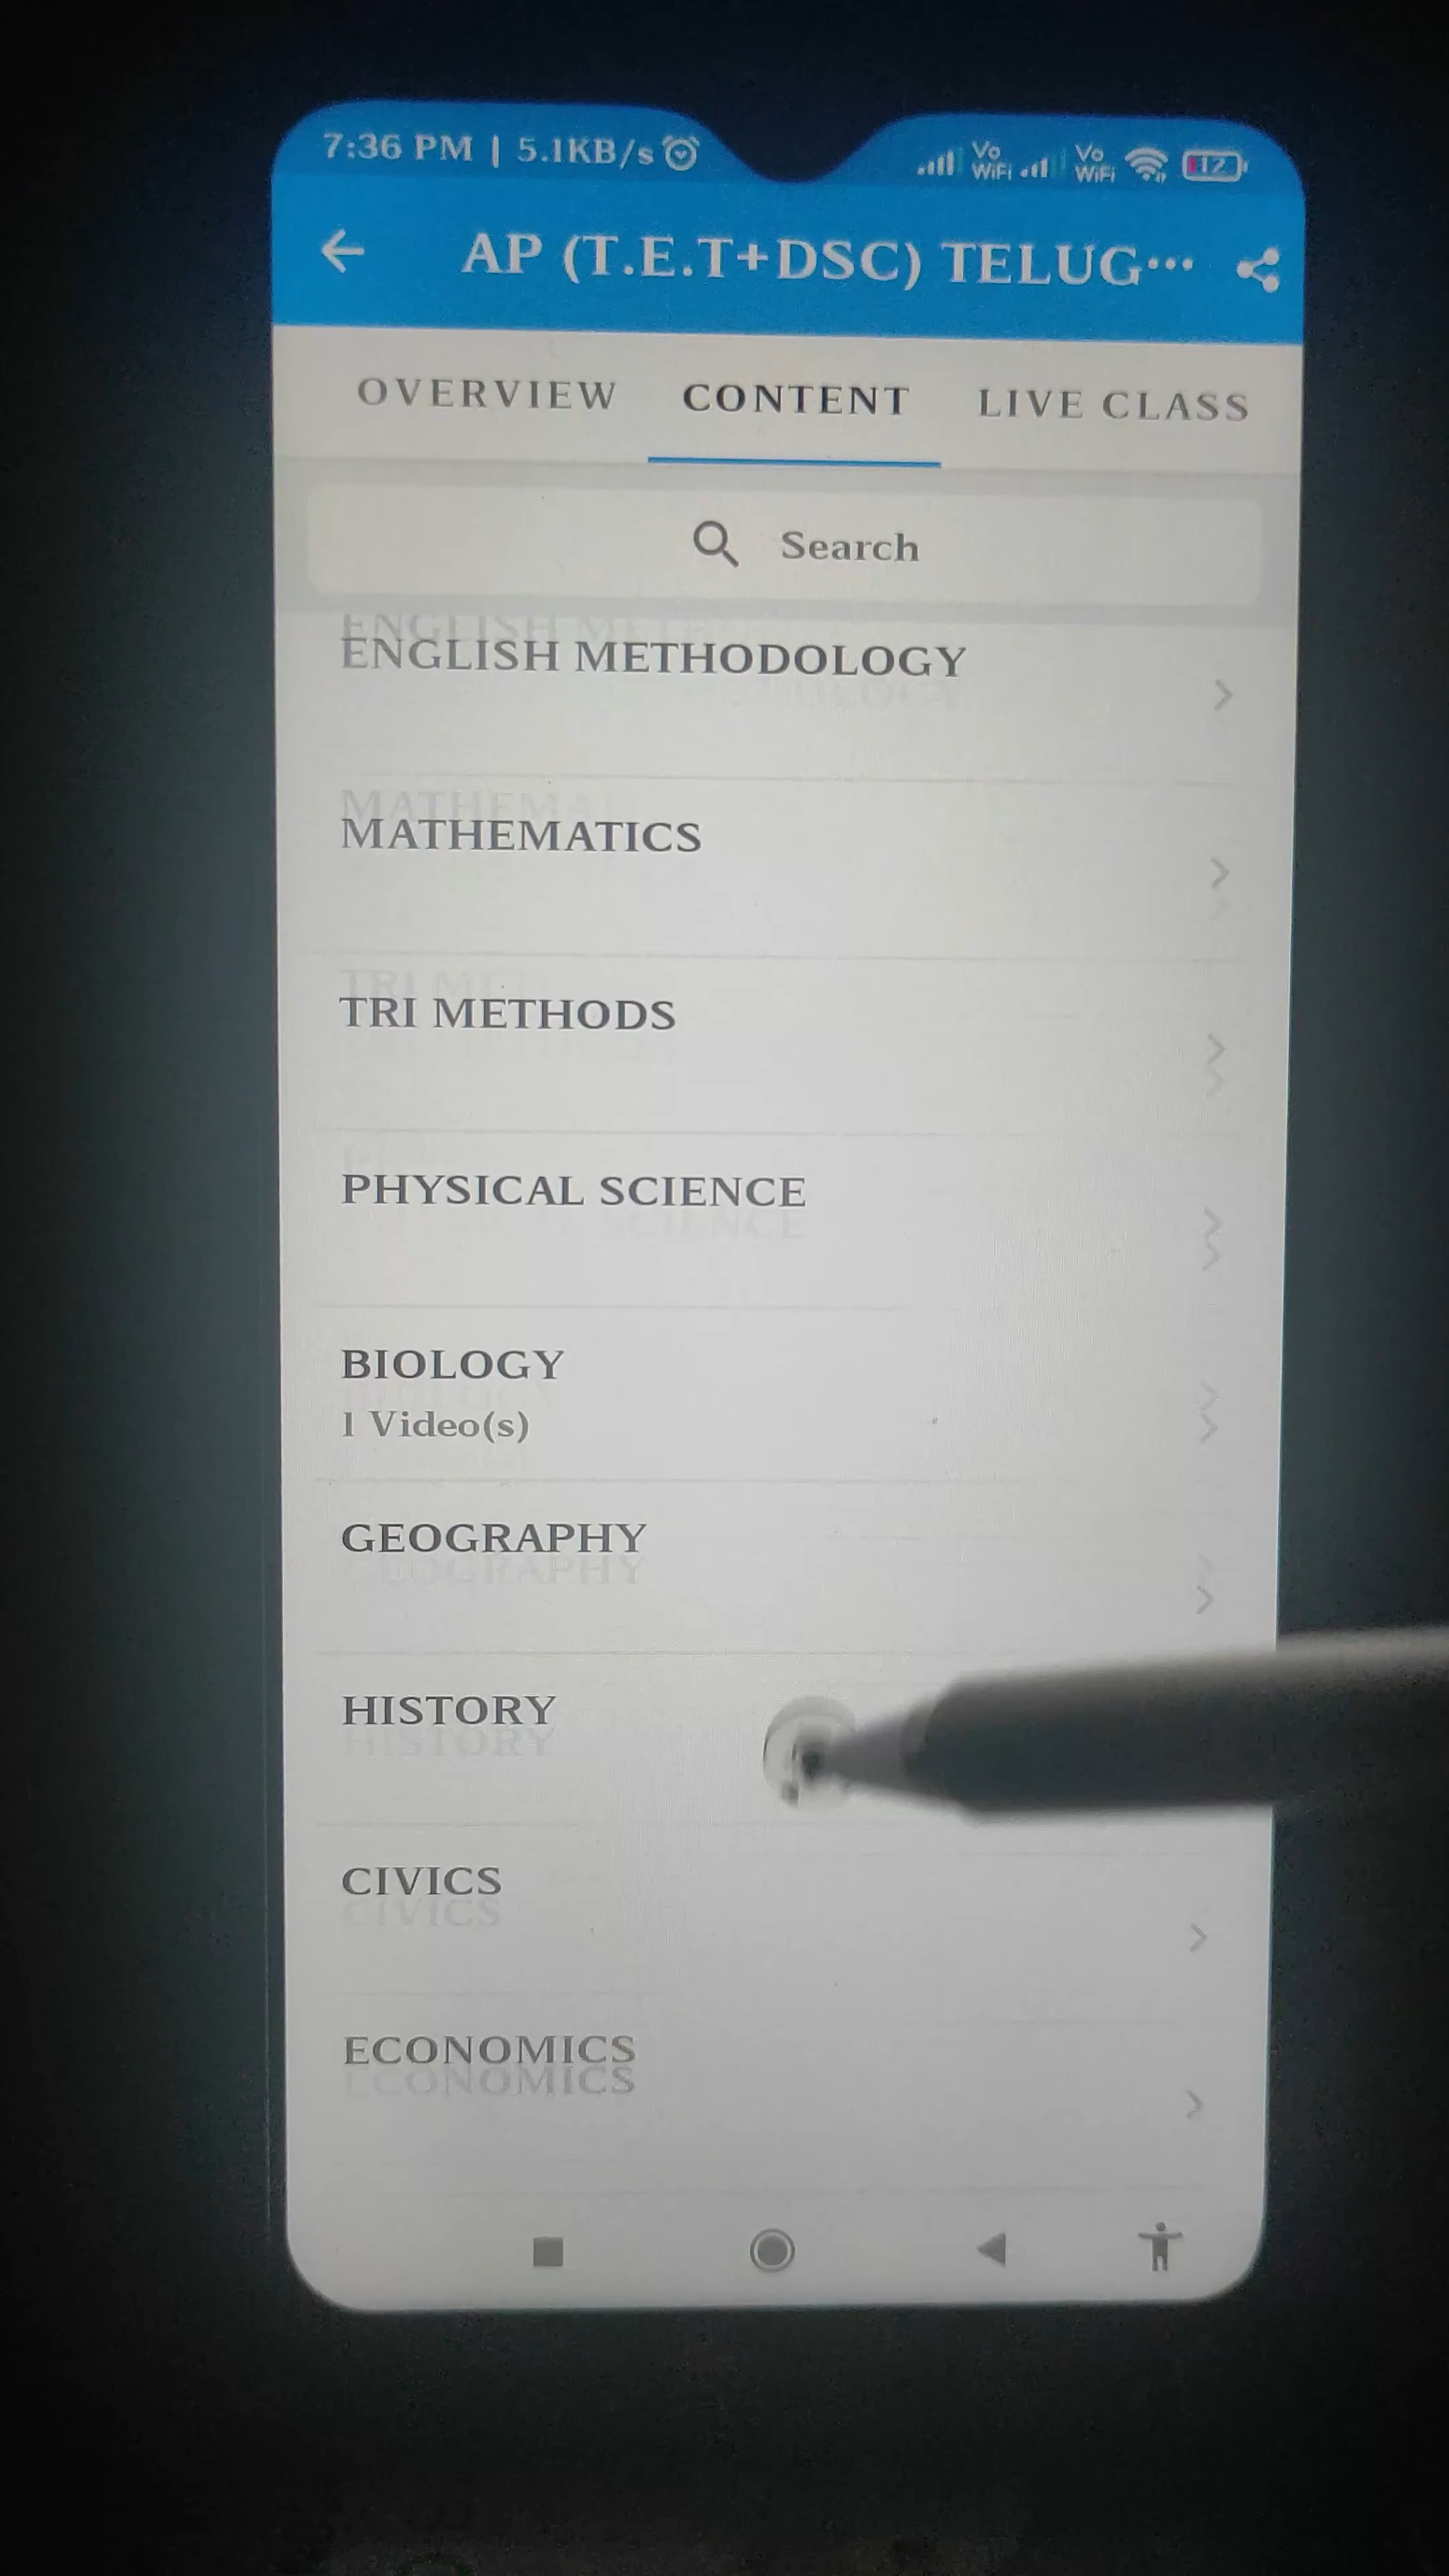 7:36 PM | 5.1KB/s
Vo WiFi Vo WiFi 12
AP (T.E.T+DSC) TELUG...
OVERVIEW CONTENT LIVE CLASS
Search
ENGLISH METHODOLOGY
MATHEMATICS
TRI METHODS
PHYSICAL SCIENCE
BIOLOGY
1 Video(s)
GEOGRAPHY
HISTORY
CIVICS
ECONOMICS